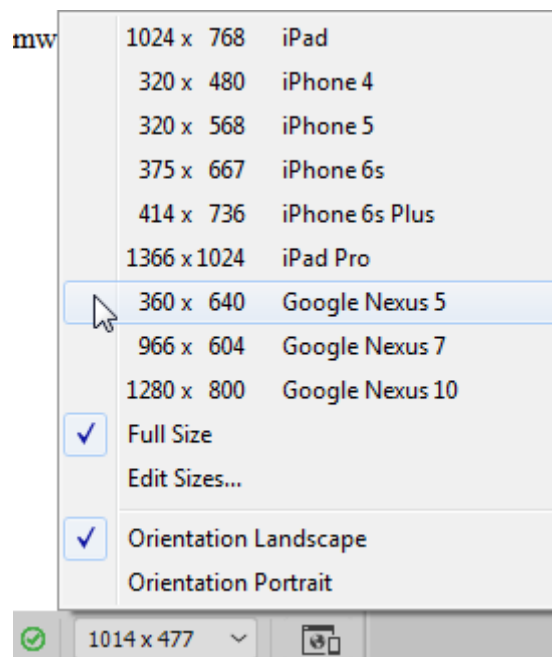 mw
1024 x 768 iPad
320 x 480 iPhone 4
320 x 568 iPhone 5
375 x 667 iPhone 6s
414 x 736 iPhone 6s Plus
1366 x 1024 iPad Pro
360 x 640 Google Nexus 5
966 x 604 Google Nexus 7
1280 x 800 Google Nexus 10
Full Size
Edit Sizes...
Orientation Landscape
Orientation Portrait
1014 x 477